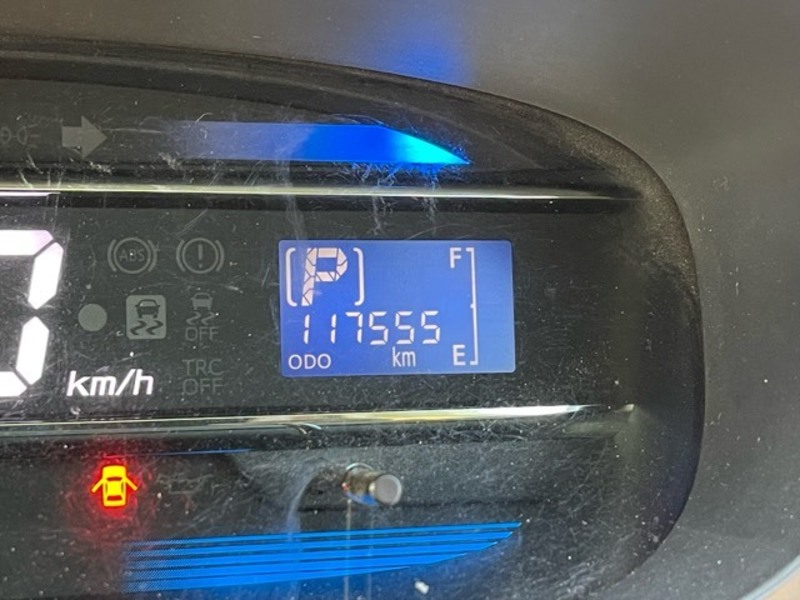 ABS
[P]
F
117555
ODO
km
E
OFF
TRC
OFF
km/h